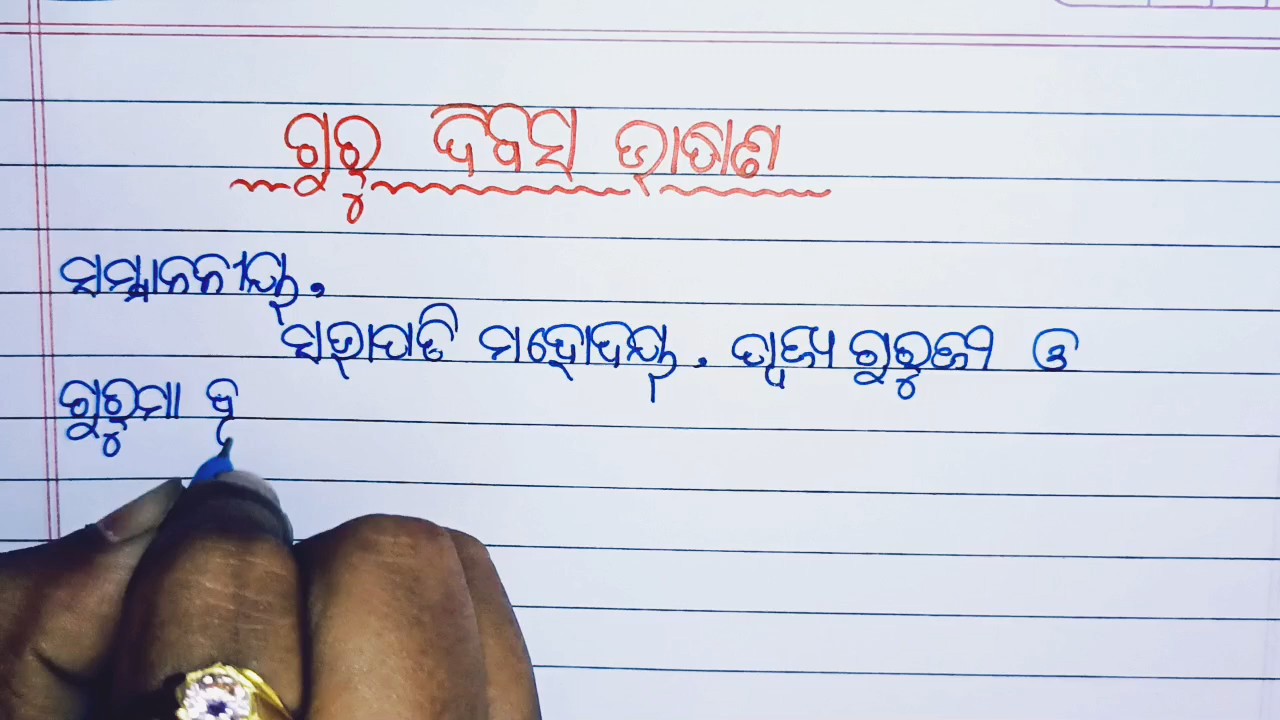 ଗୁରୁ ଦିବସ ଭାଷଣ
ସମ୍ମାନନୀୟ,
ସଭାପତି ମହୋଦୟ, ପୂଜ୍ୟ ଗୁରୁଜୀ ଓ
ଗୁରୁମା ବୃ